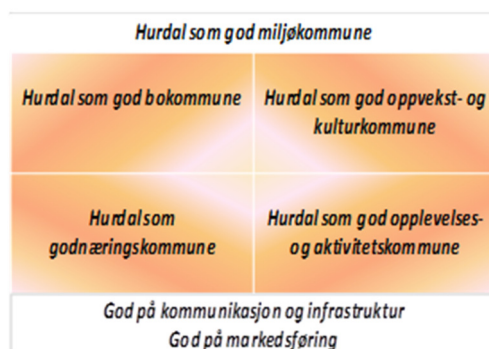 Hurdal som god miljøkommune
Hurdal som god bokommune
Hurdal som god oppvekst- og
kulturkommune
Hurdal som
godnæringskommune
Hurdal som god opplevelses-
og aktivitetskommune
God på kommunikasjon og infrastruktur
God på markedsføring